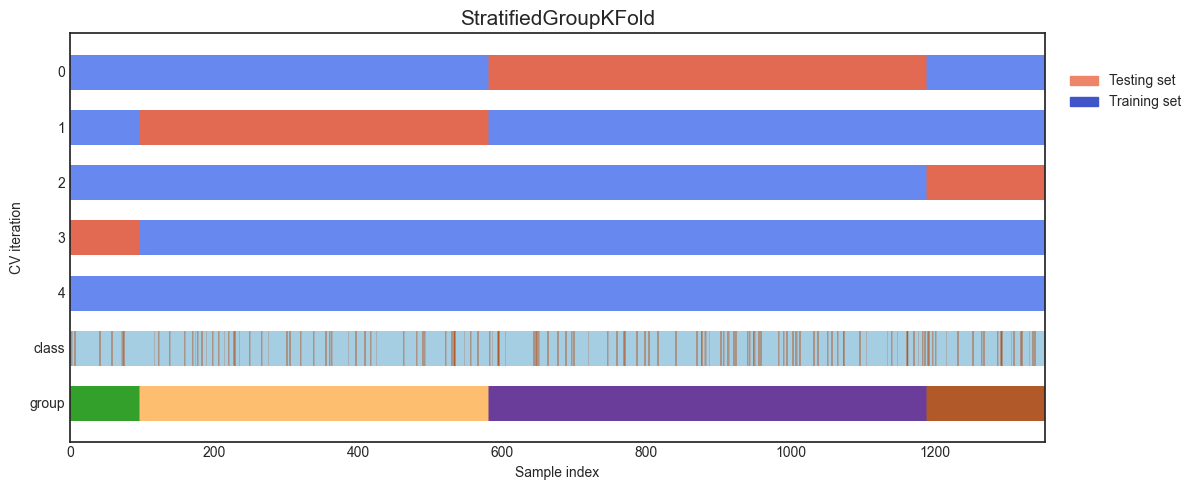 StratifiedGroupKFold
0
1
2
3
4
class
group
CV iteration
0 200 400 600 800 1000 1200
Sample index
Testing set
Training set